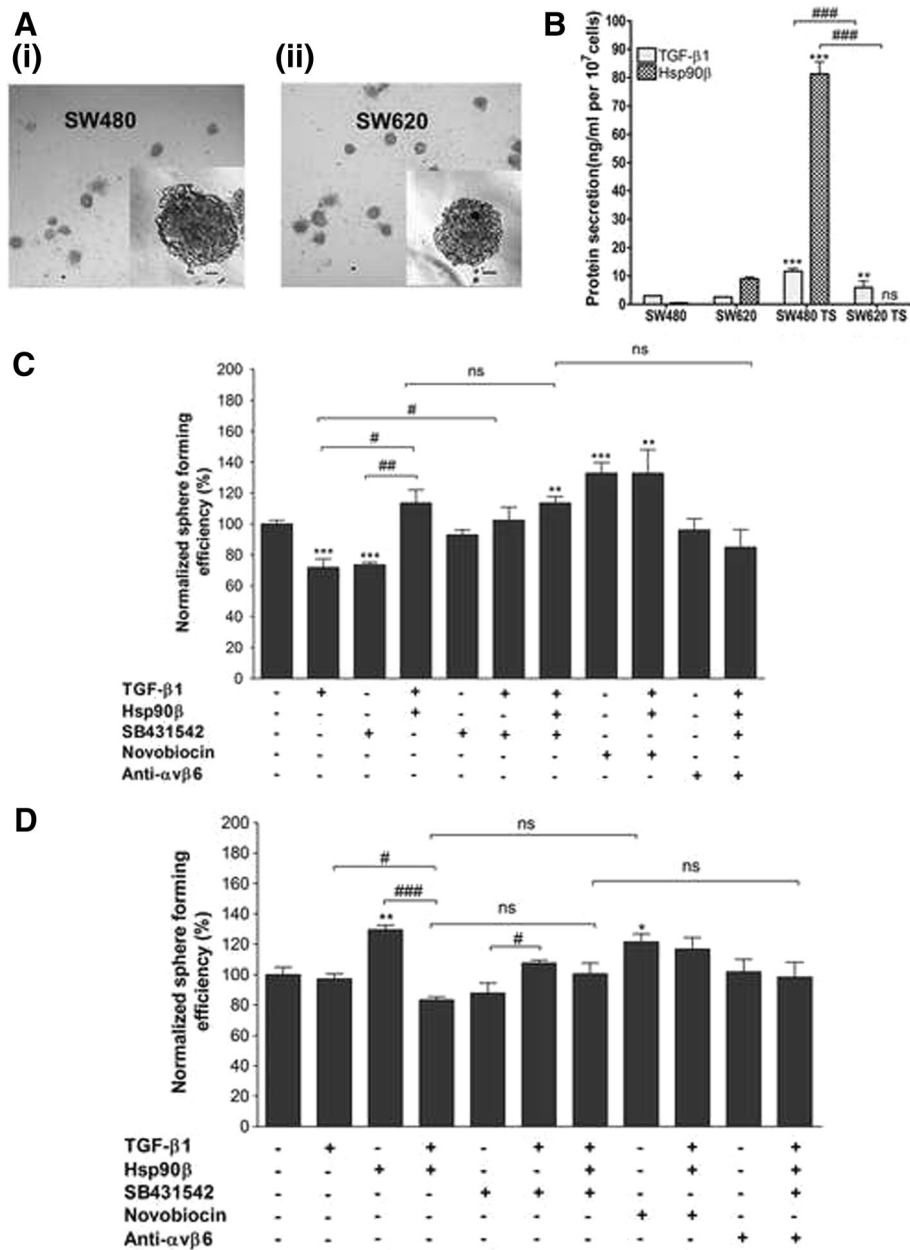 A
(i)
(ii)
SW480
SW620
B
###
###
TGF-β1
Hsp90β
Protein secretion(ng/ml per 10⁷cells)
100
90
80
70
60
50
40
30
20
10
0
***
***
**
ns
SW480 SW620 SW480 TS SW620 TS
C
Normalized sphere forming
efficiency (%)
200
180
160
140
120
100
80
60
40
20
0
ns
ns
#
#
##
*** *** ** *** **
TGF-β1 - + - + - + + - + - +
Hsp90β - - - + - - + - + - +
SB431542 - - + - + + + - - - +
Novobiocin - - - - - - - + + - -
Anti-αvβ6 - - - - - - - - - + +
D
Normalized sphere forming
efficiency (%)
200
180
160
140
120
100
80
60
40
20
0
ns
ns
#
###
ns
#
** *
TGF-β1 - + - + - + + - + - +
Hsp90β - - + + - - + - + - +
SB431542 - - - - + + + - - - +
Novobiocin - - - - - - - + + - -
Anti-αvβ6 - - - - - - - - - + +